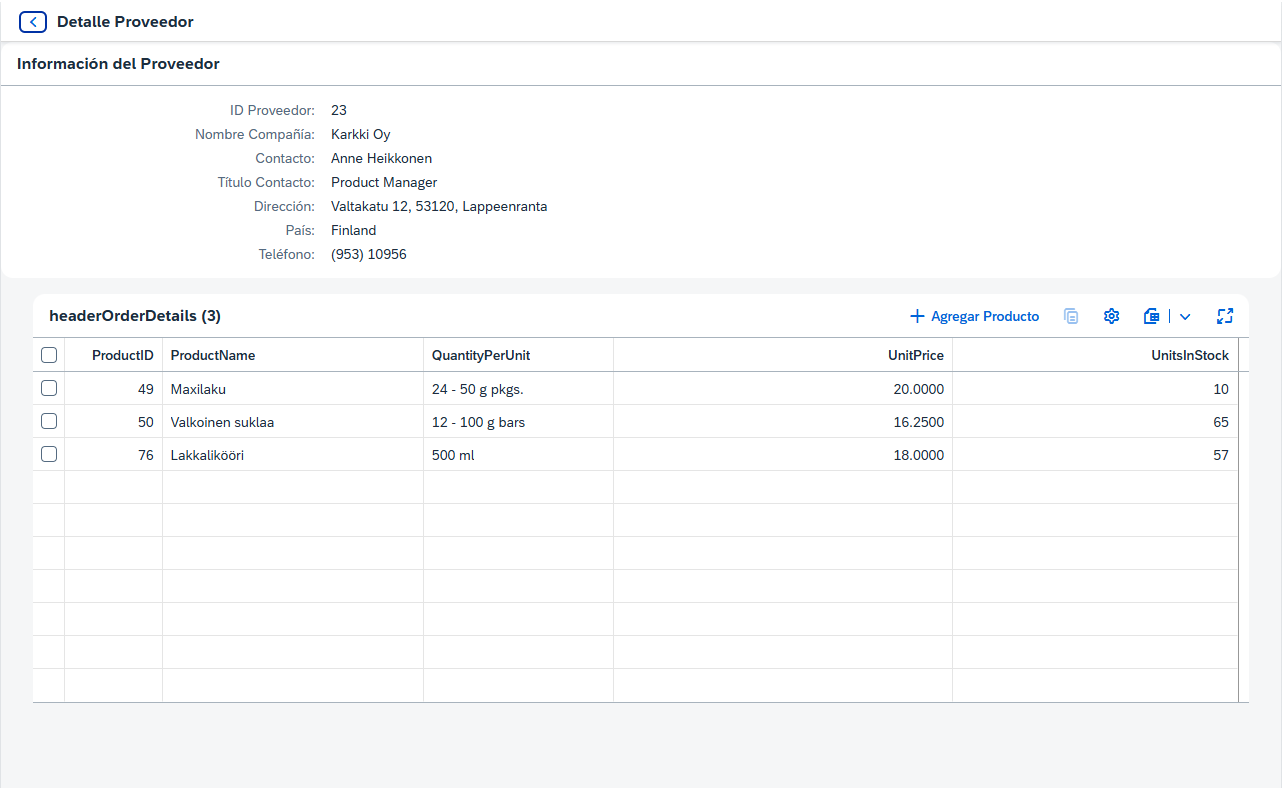 Detalle Proveedor
Información del Proveedor
ID Proveedor: 23
Nombre Compañía: Karkki Oy
Contacto: Anne Heikkonen
Título Contacto: Product Manager
Dirección: Valtakatu 12, 53120, Lappeenranta
País: Finland
Teléfono: (953) 10956
headerOrderDetails (3) Agregar Producto
ProductID ProductName QuantityPerUnit UnitPrice UnitsInStock
49 Maxilaku 24 - 50 g pkgs. 20.0000 10
50 Valkoinen suklaa 12 - 100 g bars 16.2500 65
76 Lakkalikööri 500 ml 18.0000 57